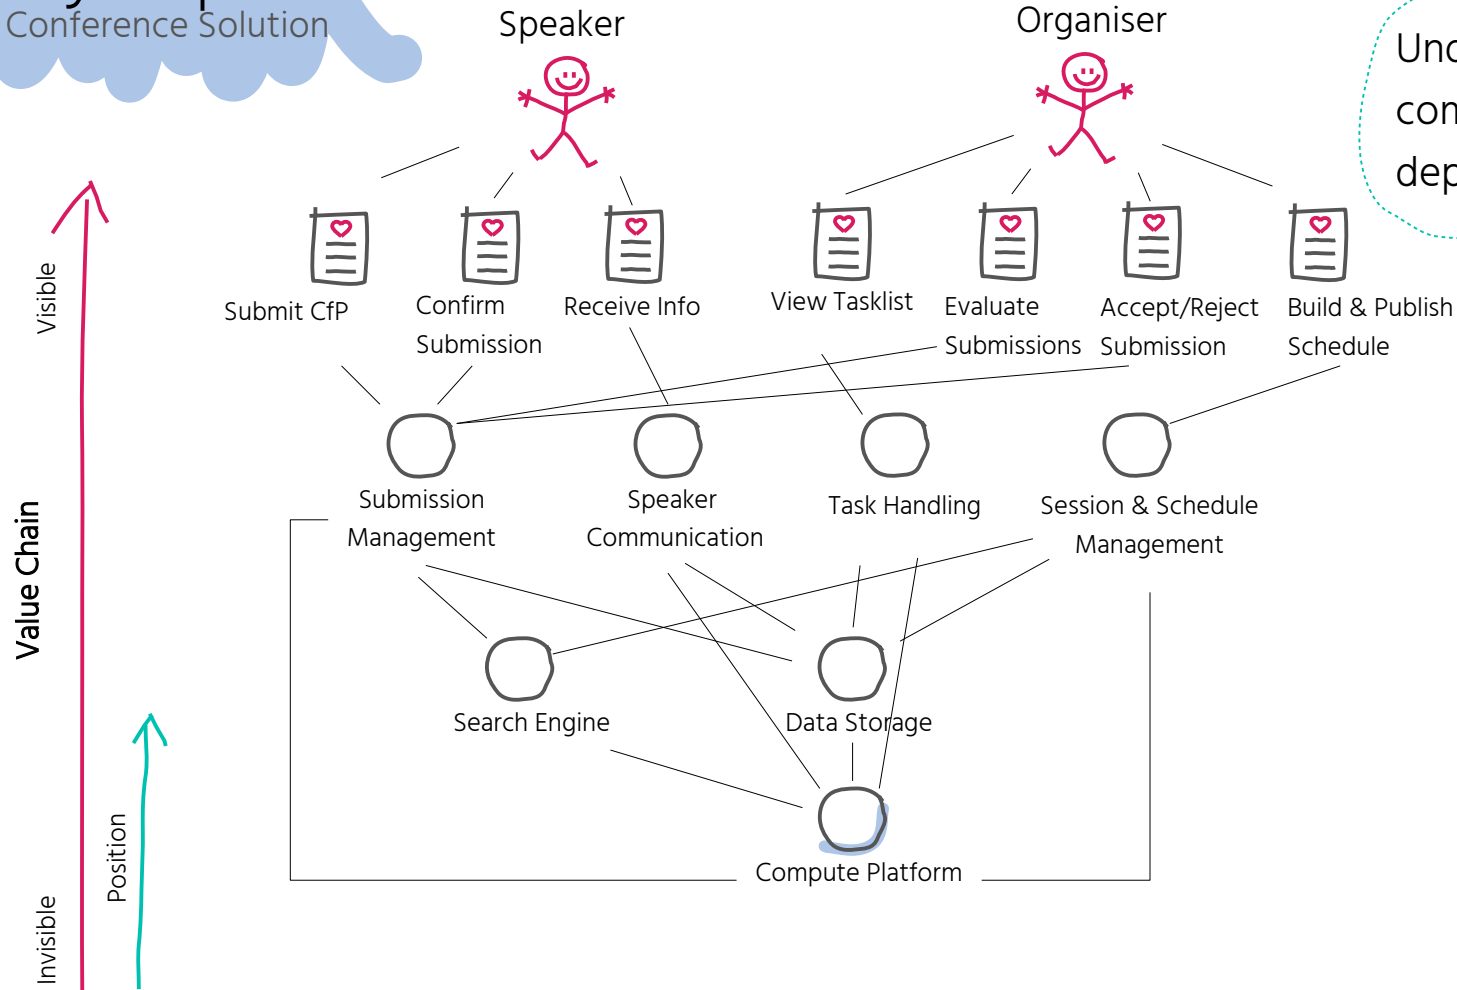 Conference Solution
Speaker
Organiser
Submit CfP
Confirm
Submission
Receive Info
View Tasklist
Evaluate
Submissions
Accept/Reject
Submission
Build & Publish
Schedule
Submission
Management
Speaker
Communication
Task Handling
Session & Schedule
Management
Search Engine
Data Storage
Compute Platform
Visible
Value Chain
Position
Invisible